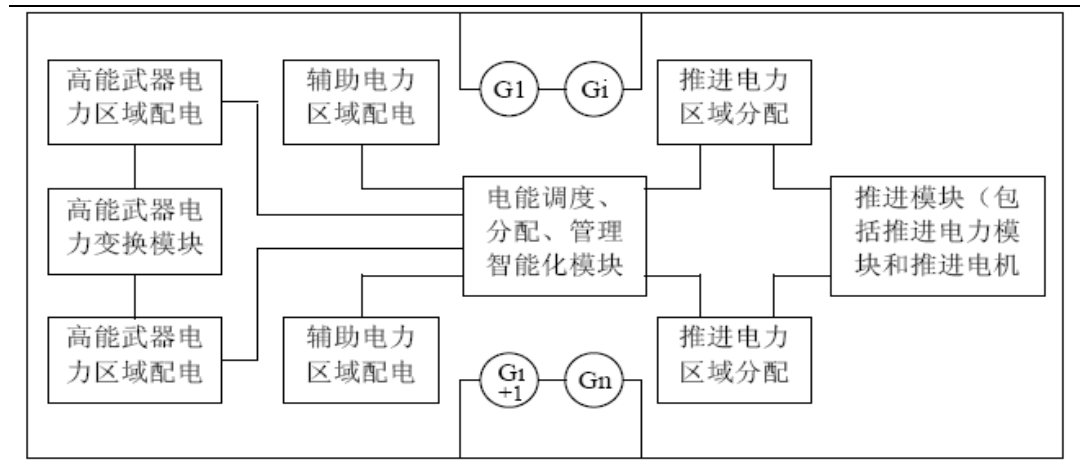 高能武器电
力区域配电
辅助电力
区域配电
G1
Gi
推进电力
区域分配
高能武器电
力变换模块
电能调度、
分配、管理
智能化模块
推进模块（包
括推进电力模
块和推进电机
高能武器电
力区域配电
辅助电力
区域配电
Gi
+1
Gn
推进电力
区域分配